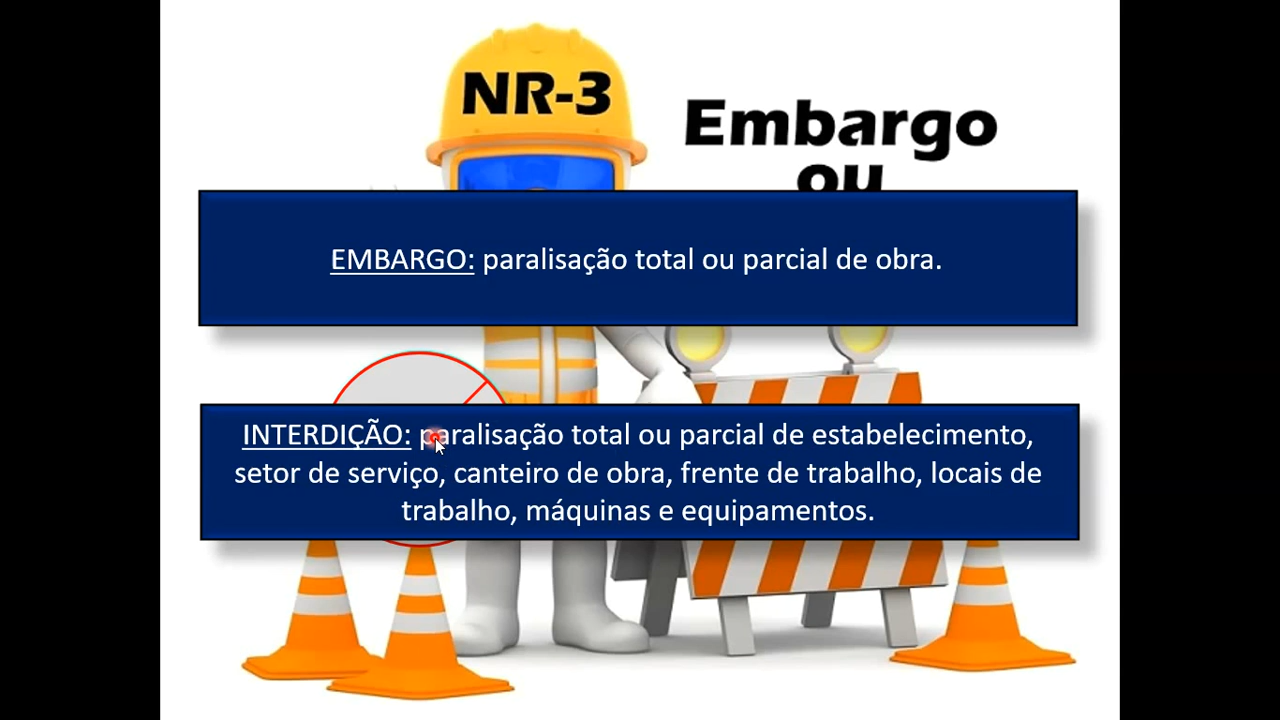 NR-3
Embargo
ou
EMBARGO: paralisação total ou parcial de obra.
INTERDIÇÃO: paralisação total ou parcial de estabelecimento,
setor de serviço, canteiro de obra, frente de trabalho, locais de
trabalho, máquinas e equipamentos.